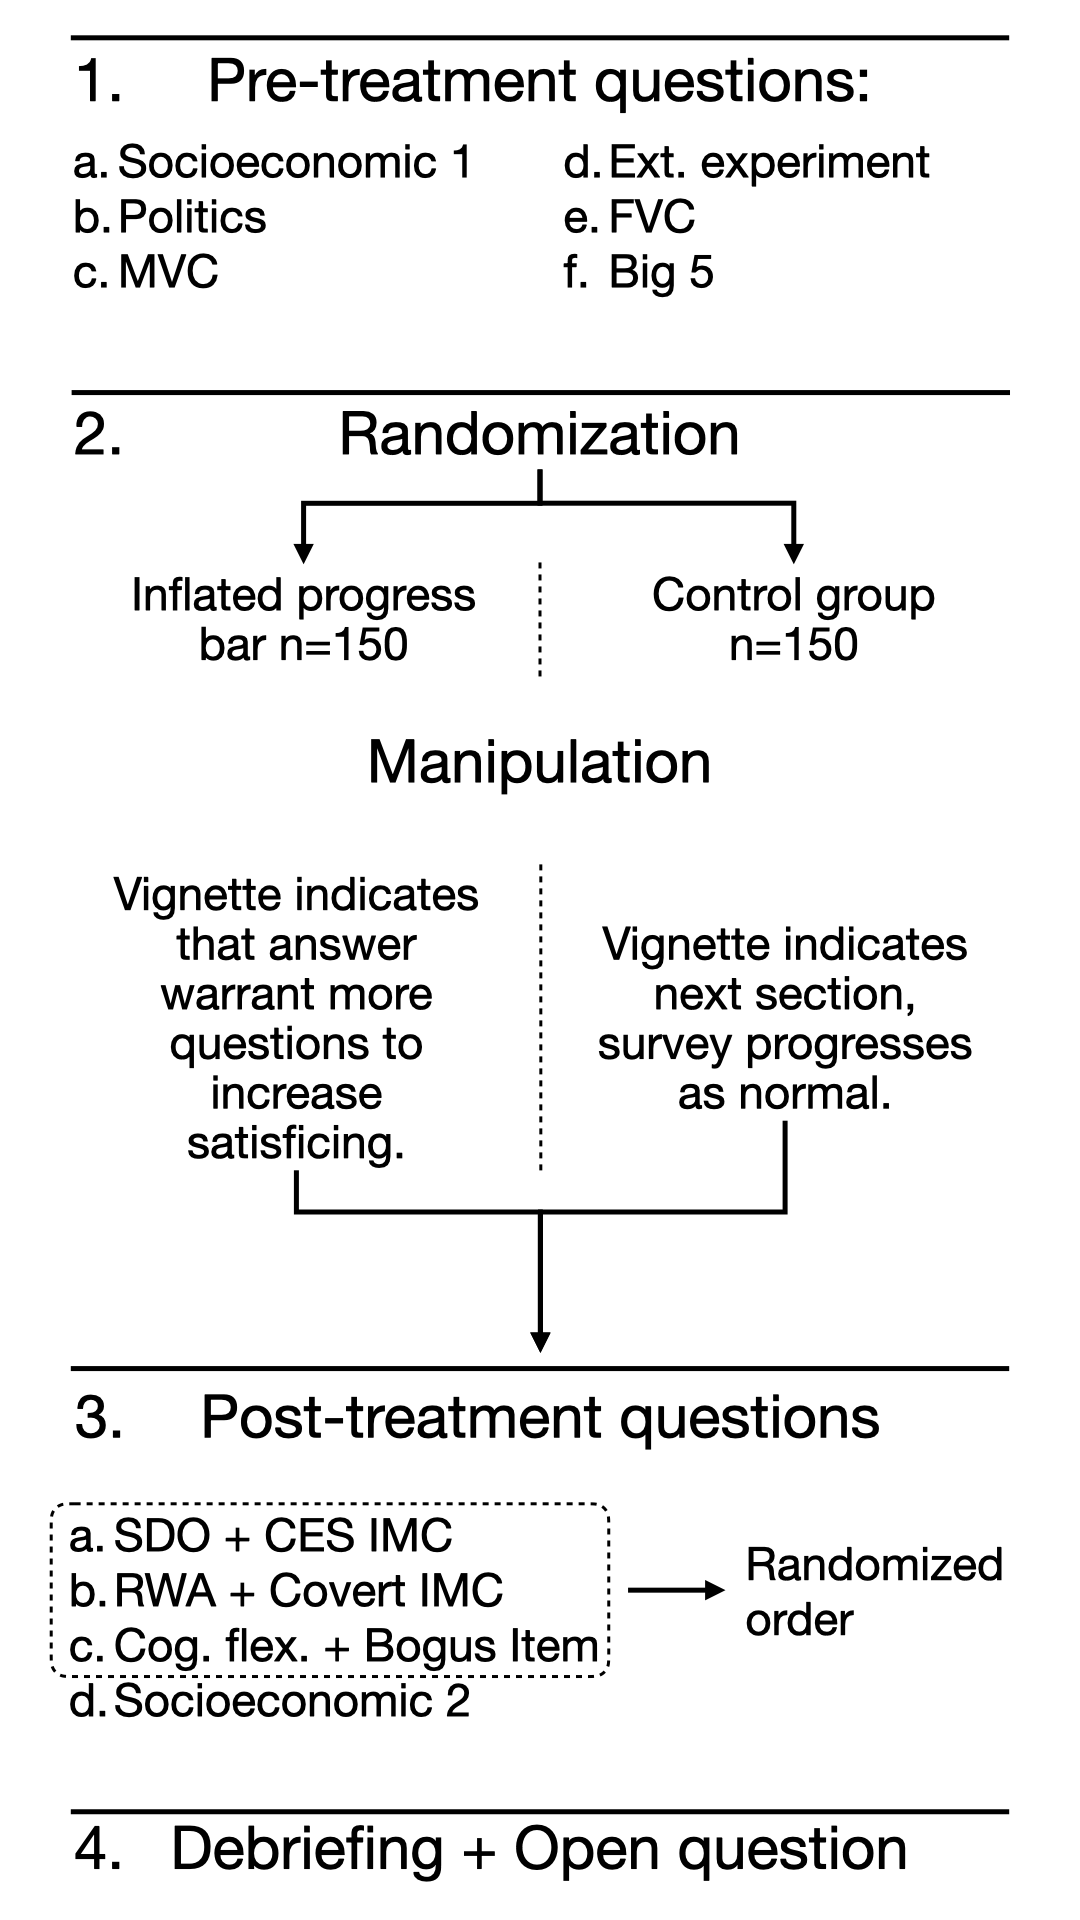 1. Pre-treatment questions:
a. Socioeconomic 1
b. Politics
c. MVC
d. Ext. experiment
e. FVC
f. Big 5
2. Randomization
Inflated progress
bar n=150
Control group
n=150
Manipulation
Vignette indicates
that answer
warrant more
questions to
increase
satisficing.
Vignette indicates
next section,
survey progresses
as normal.
3. Post-treatment questions
a. SDO + CES IMC
b. RWA + Covert IMC
c. Cog. flex. + Bogus Item
d. Socioeconomic 2
Randomized
order
4. Debriefing + Open question